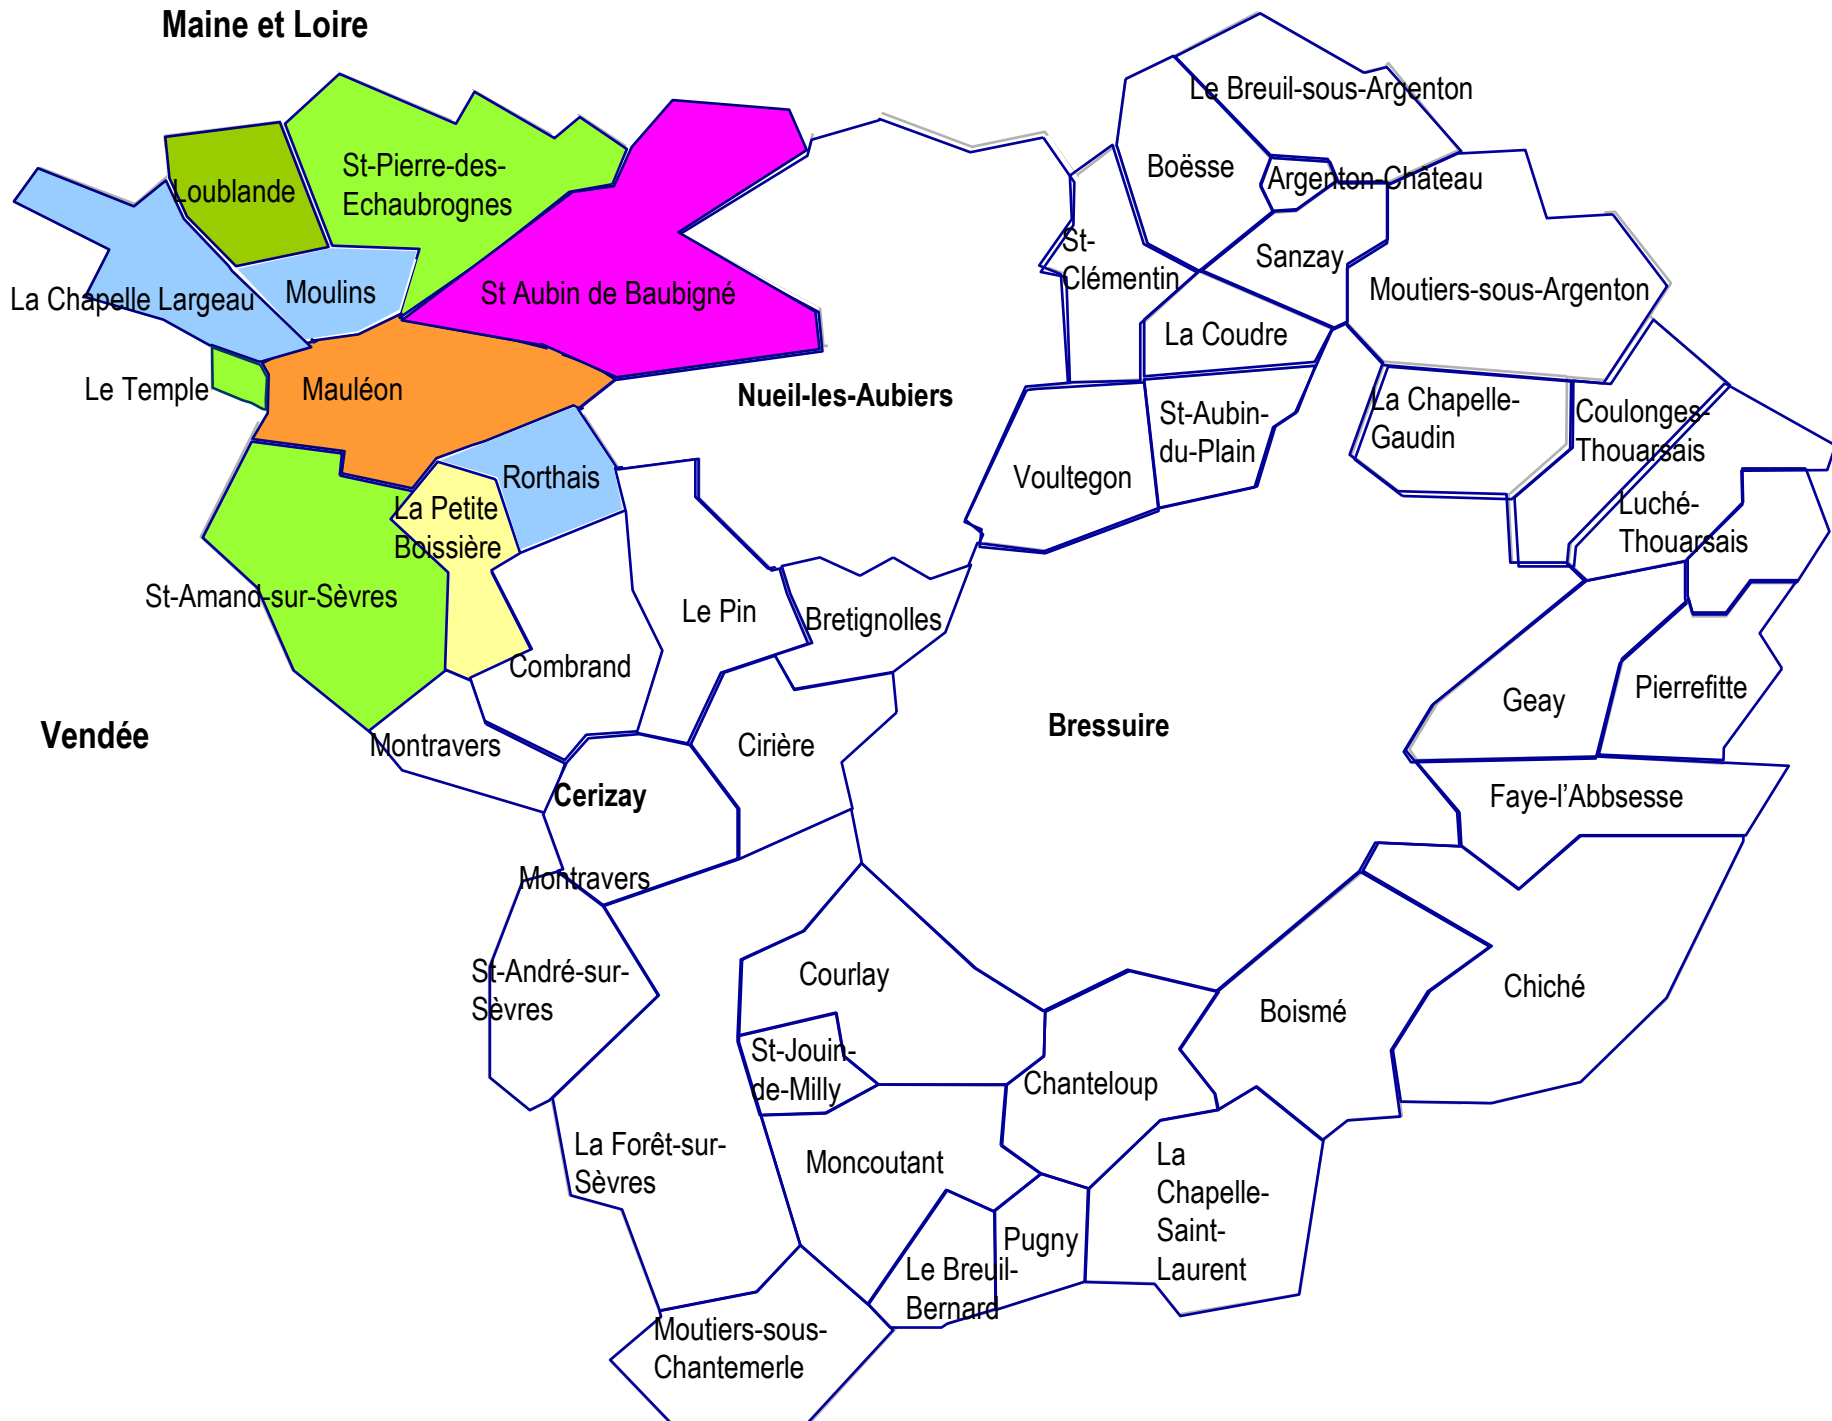 Maine et Loire
Le Breuil-sous-Argenton
St-Pierre-des-
Echaubrognes
Boësse
Argenton-Château
Loublande
St-
Clémentin
Sanzay
Moutiers-sous-Argenton
La Chapelle Largeau
Moulins
St Aubin de Baubigné
La Coudre
Le Temple
Mauléon
Nueil-les-Aubiers
St-Aubin-
du-Plain
La Chapelle-
Gaudin
Coulonges-
Thouarsais
Voultegon
Rorthais
La Petite
Boissière
Luché-
Thouarsais
St-Amand-sur-Sèvres
Le Pin
Bretignolles
Combrand
Geay
Pierrefitte
Vendée
Montravers
Cirière
Bressuire
Cerizay
Faye-l’Abbsesse
Montravers
St-André-sur-
Sèvres
Courlay
Boismé
Chiché
St-Jouin-
de-Milly
Chanteloup
La Forêt-sur-
Sèvres
Moncoutant
La
Chapelle-
Saint-
Laurent
Pugny
Le Breuil-
Bernard
Moutiers-sous-
Chantemerle